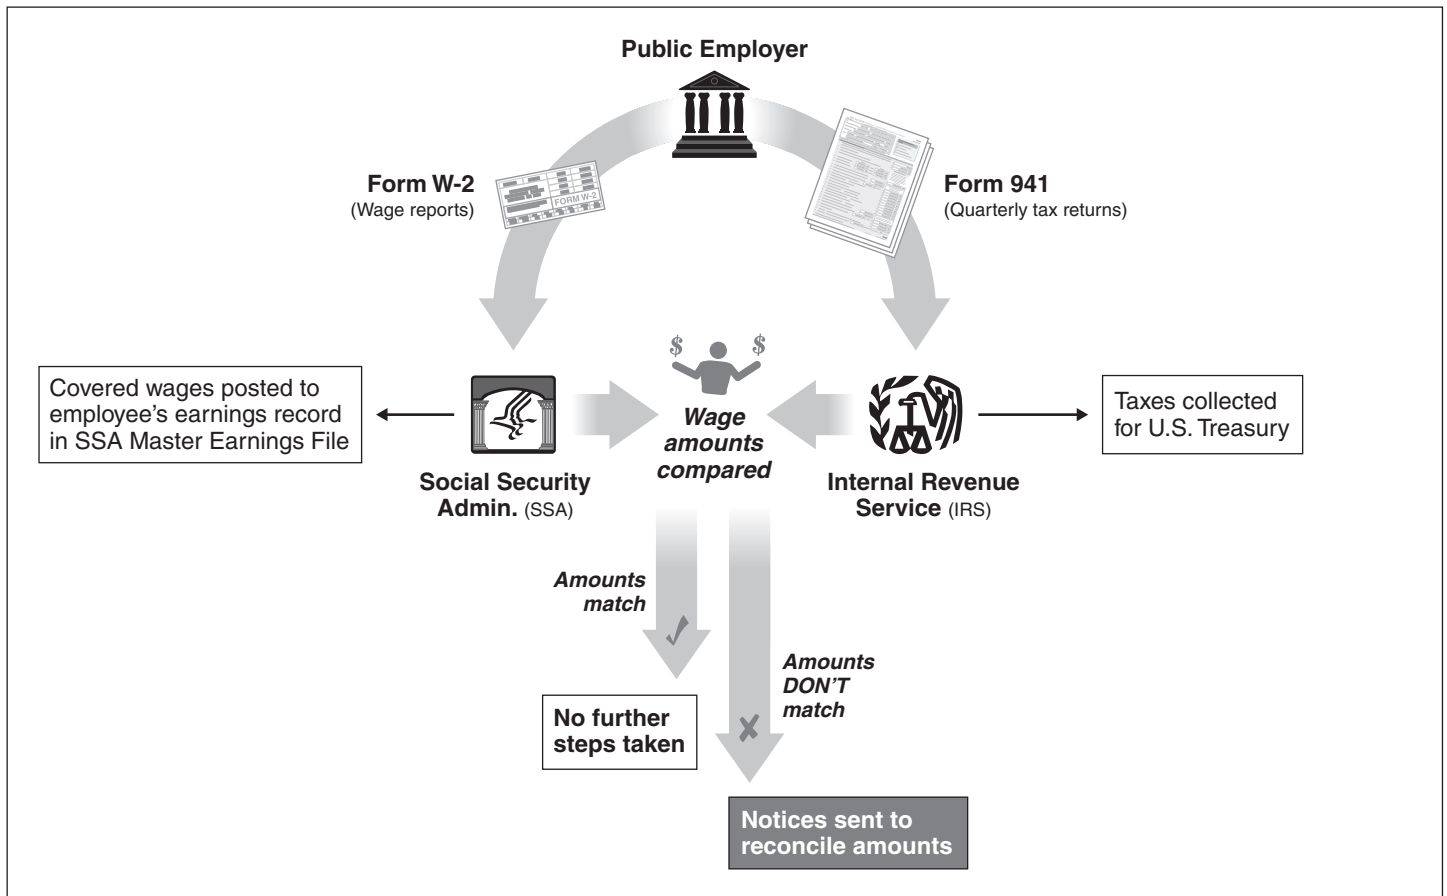 Public Employer
Form W-2
(Wage reports)
FORM W-2
Form 941
(Quarterly tax returns)
$ $
Covered wages posted to
employee's earnings record
in SSA Master Earnings File
Social Security
Admin. (SSA)
Wage
amounts
compared
Internal Revenue
Service (IRS)
Taxes collected
for U.S. Treasury
Amounts
match
No further
steps taken
Amounts
DON'T
match
Notices sent to
reconcile amounts